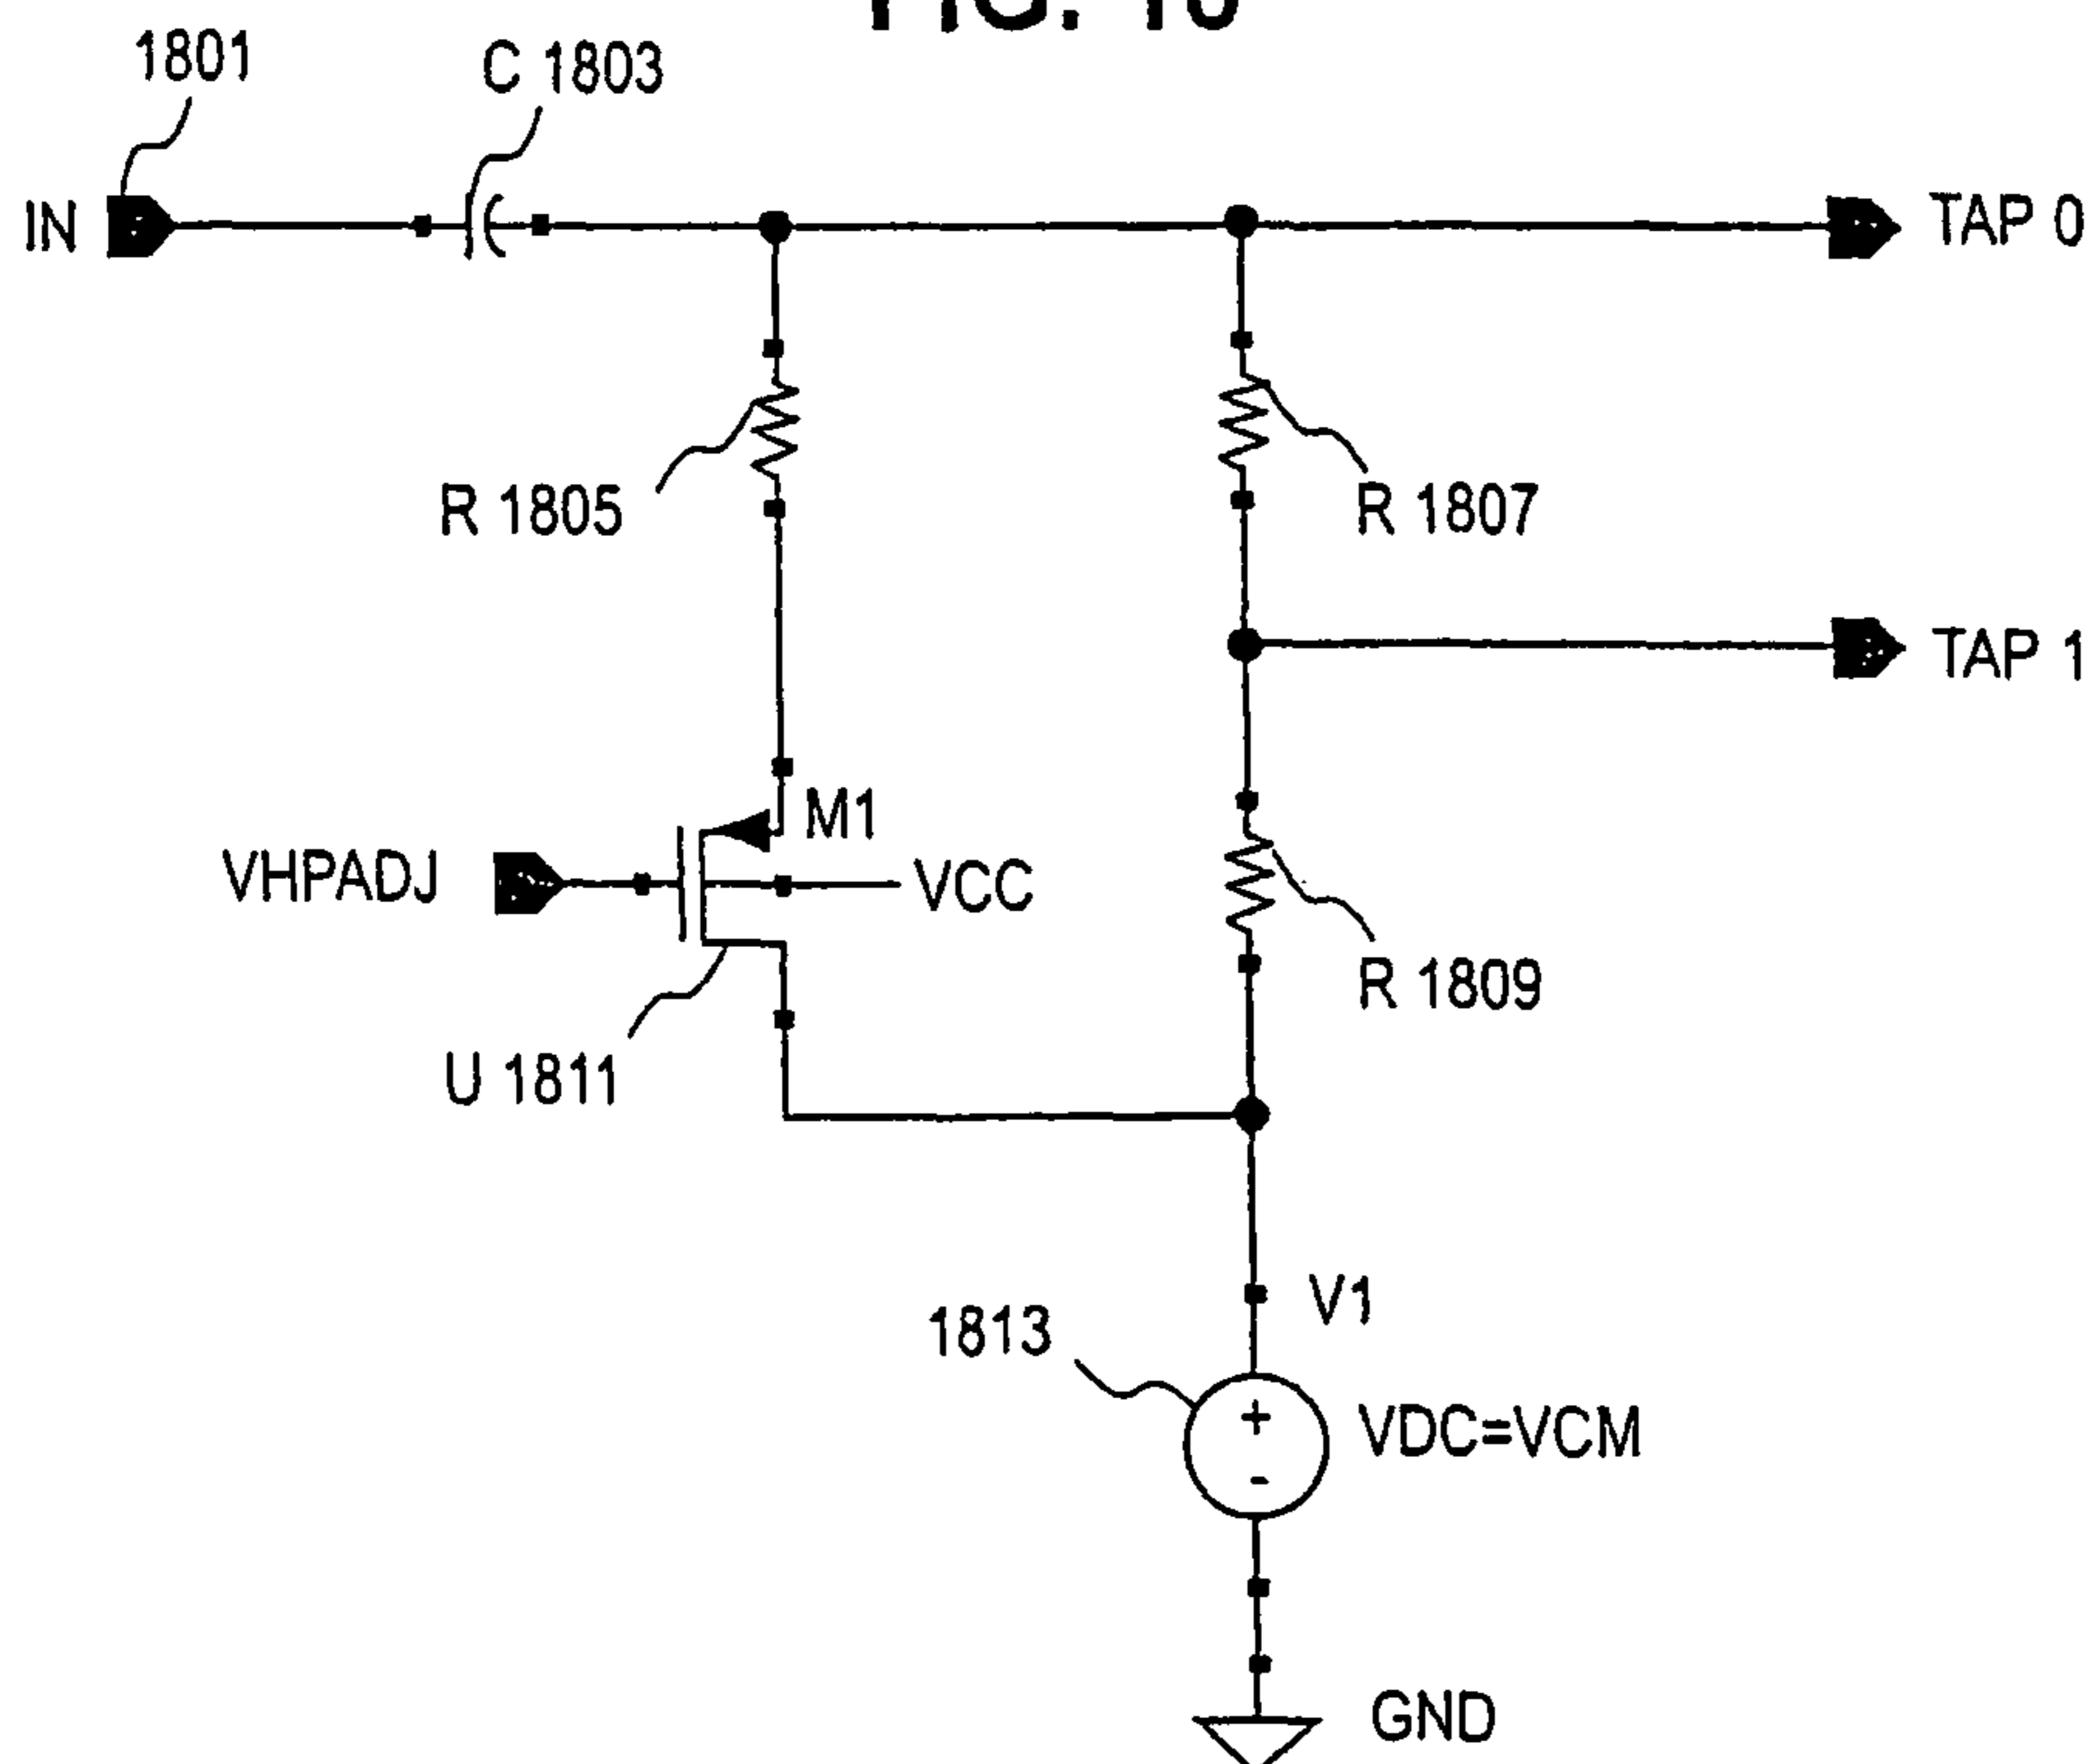 1801
C 1803
IN
TAP 0
R 1805
R 1807
TAP 1
M1
VHPADJ
VCC
R 1809
U 1811
V1
1813
+
VDC=VCM
-
GND